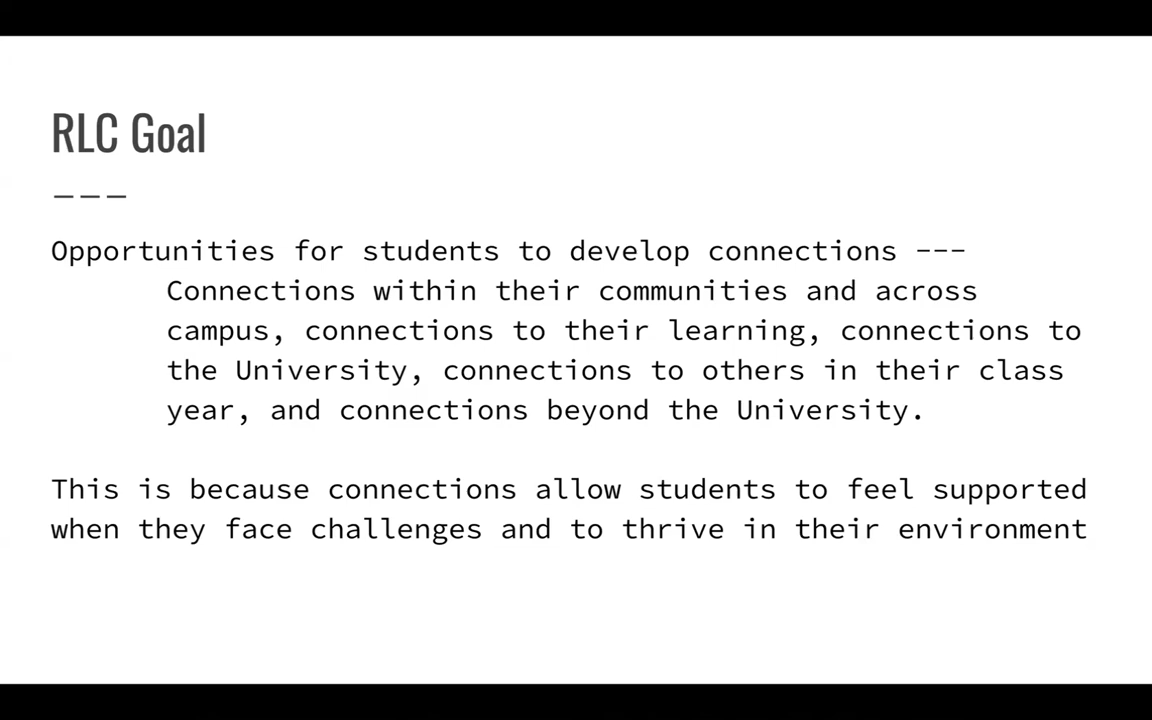 RLC Goal
———
Opportunities for students to develop connections ---
Connections within their communities and across
campus, connections to their learning, connections to
the University, connections to others in their class
year, and connections beyond the University.
This is because connections allow students to feel supported
when they face challenges and to thrive in their environment